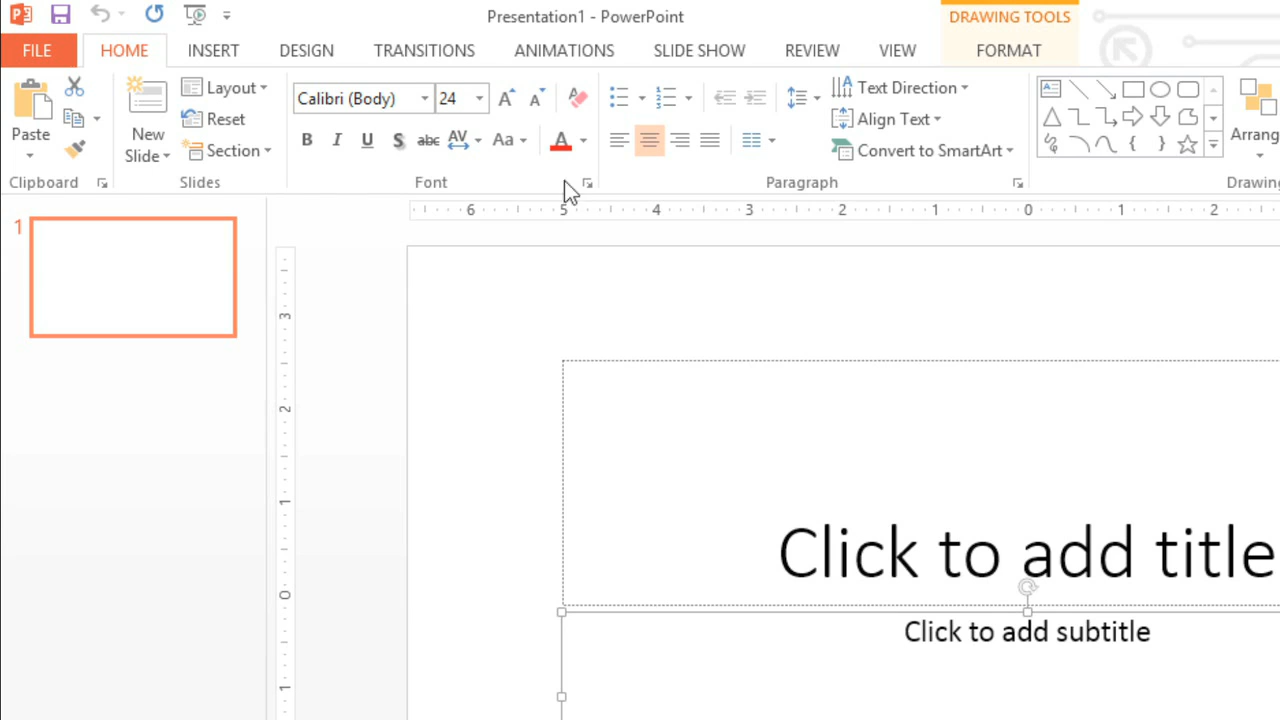 Presentation1 - PowerPoint
DRAWING TOOLS
FILE HOME INSERT DESIGN TRANSITIONS ANIMATIONS SLIDE SHOW REVIEW VIEW FORMAT
Paste
Clipboard
New
Slide
Layout
Reset
Section
Slides
Calibri (Body) 24
B I U S abc AV Aa A
Font
Text Direction
Align Text
Convert to SmartArt
Paragraph
Arrang
Drawing
6 5 4 3 2 1 0 1 2
1
3
2
1
0
1
Click to add title
Click to add subtitle